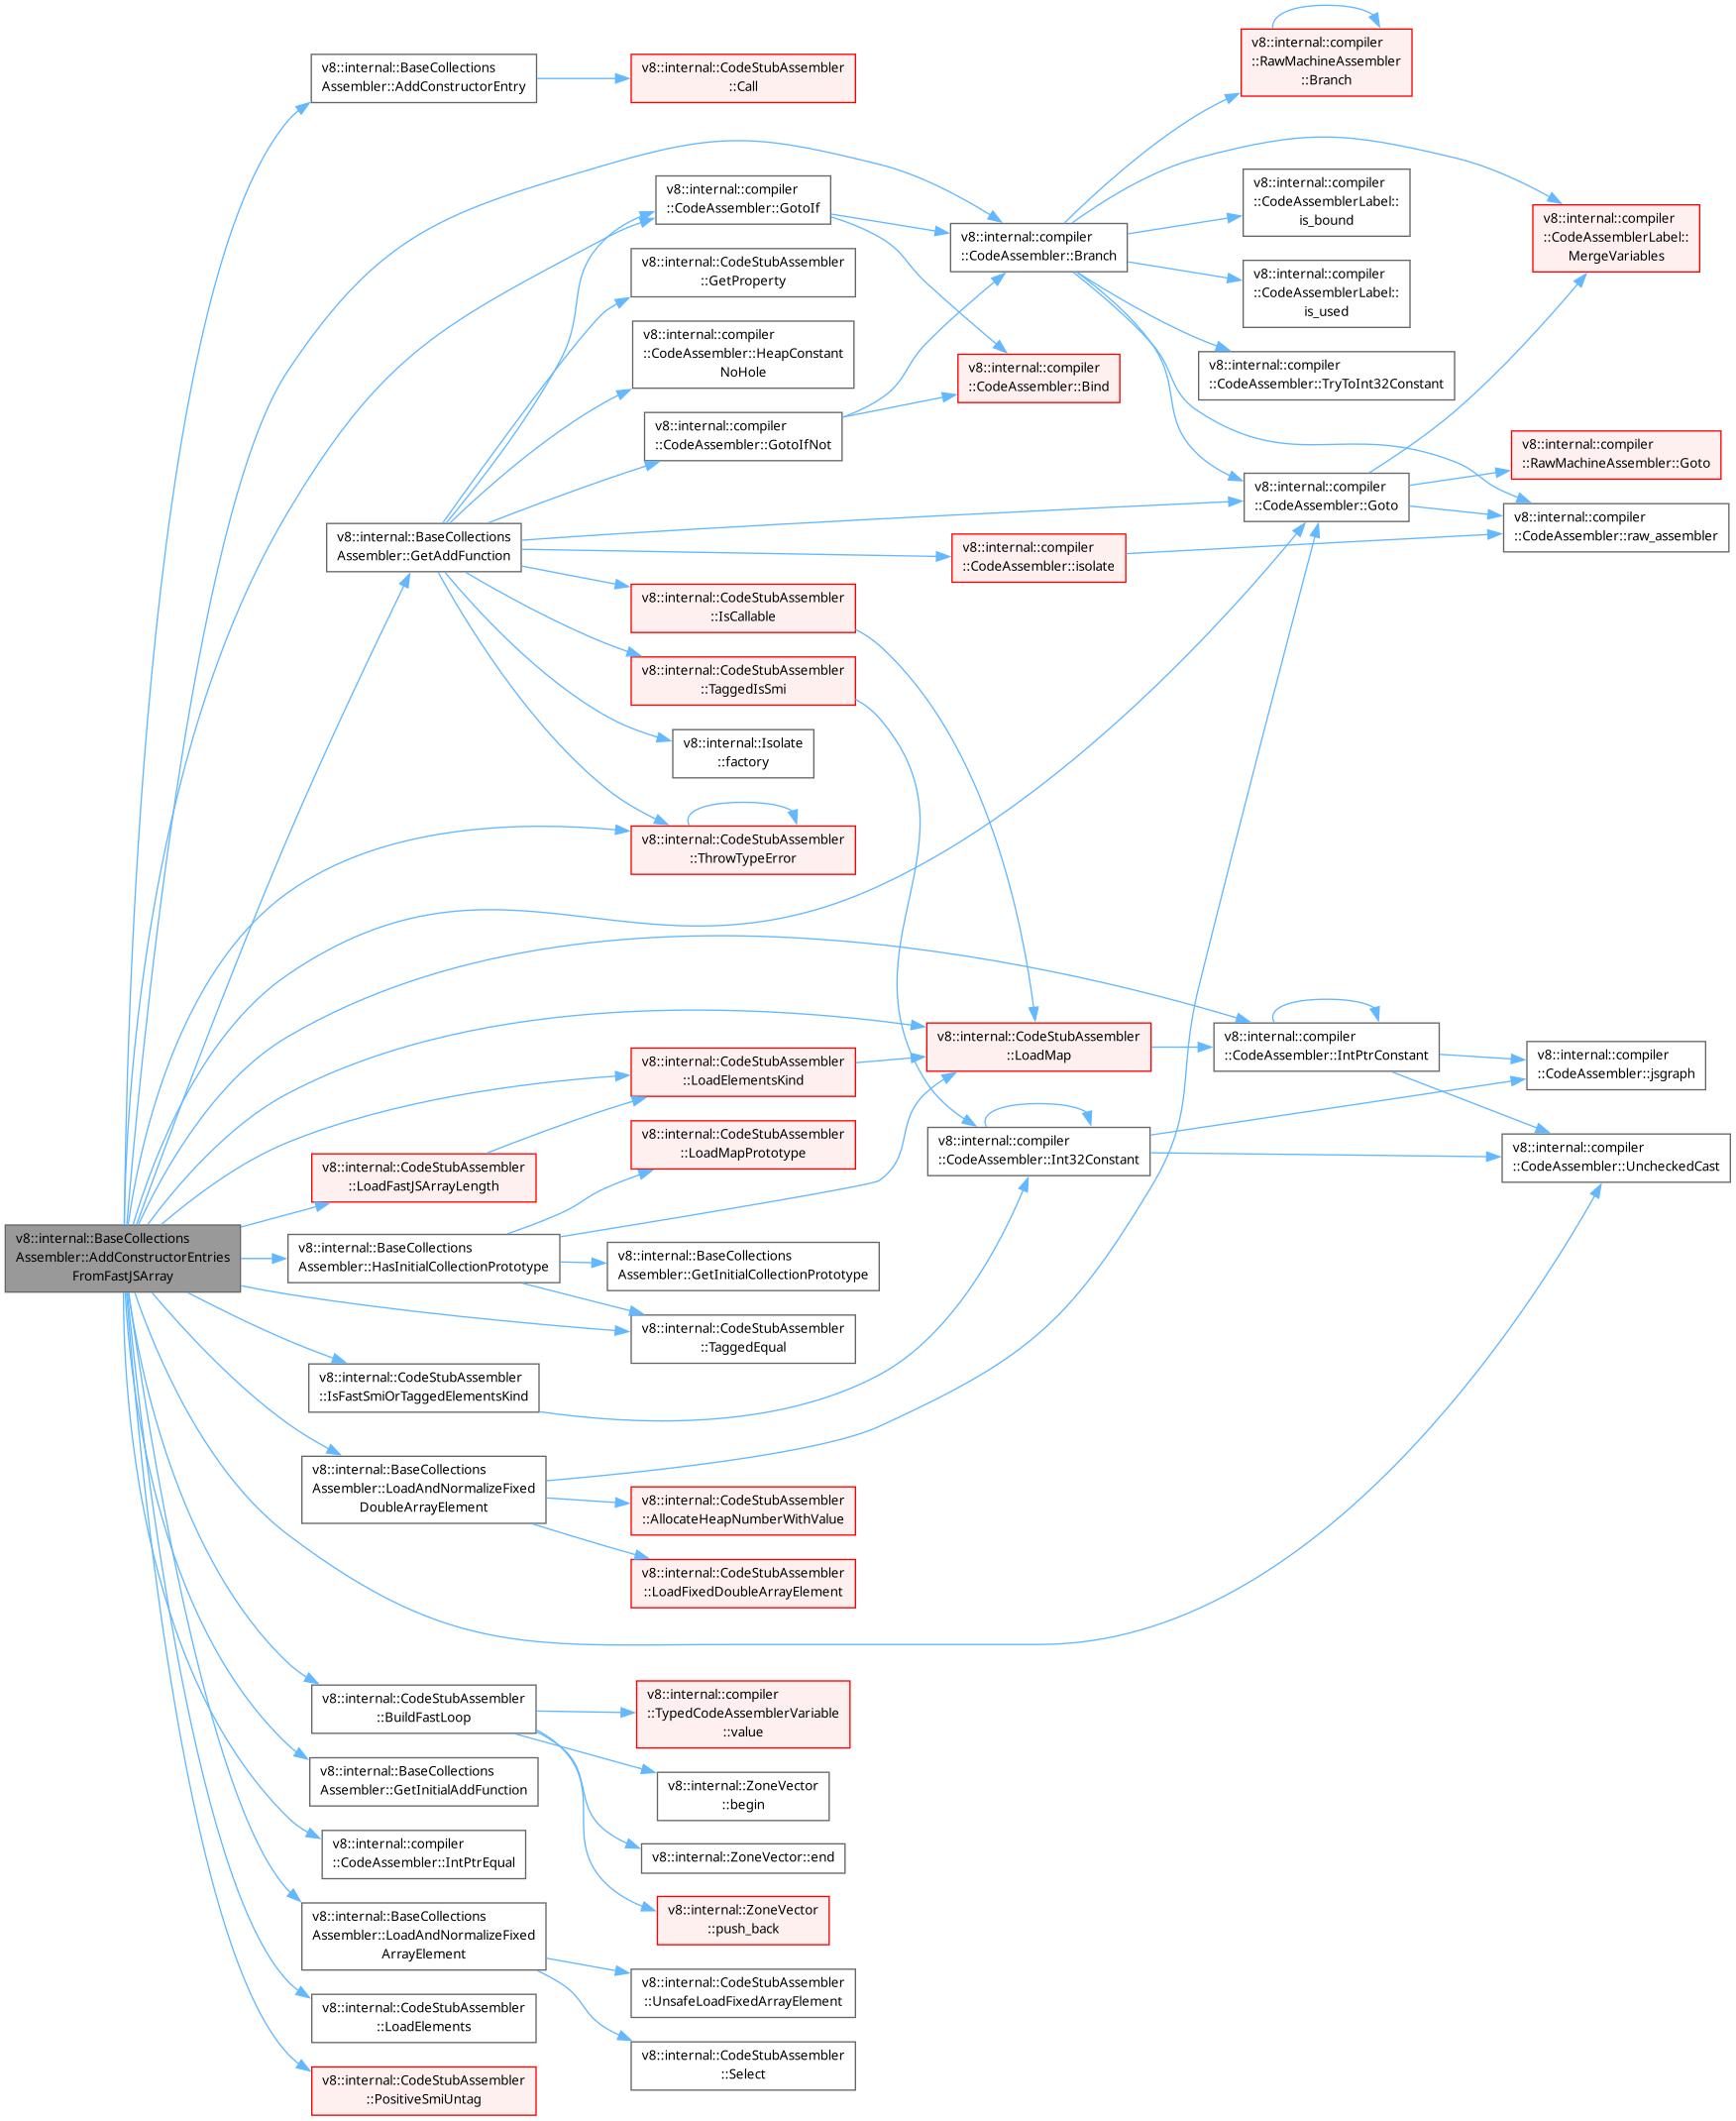 v8::internal::compiler
::RawMachineAssembler
::Branch
v8::internal::BaseCollections
Assembler::AddConstructorEntry
v8::internal::CodeStubAssembler
::Call
v8::internal::compiler
::CodeAssembler::GotoIf
v8::internal::compiler
::CodeAssemblerLabel::
is_bound
v8::internal::compiler
::CodeAssemblerLabel::
MergeVariables
v8::internal::compiler
::CodeAssembler::Branch
v8::internal::CodeStubAssembler
::GetProperty
v8::internal::compiler
::CodeAssemblerLabel::
is_used
v8::internal::compiler
::CodeAssembler::HeapConstant
NoHole
v8::internal::compiler
::CodeAssembler::Bind
v8::internal::compiler
::CodeAssembler::TryToInt32Constant
v8::internal::compiler
::CodeAssembler::GotoIfNot
v8::internal::compiler
::RawMachineAssembler::Goto
v8::internal::compiler
::CodeAssembler::Goto
v8::internal::compiler
::CodeAssembler::raw_assembler
v8::internal::BaseCollections
Assembler::GetAddFunction
v8::internal::compiler
::CodeAssembler::isolate
v8::internal::CodeStubAssembler
::IsCallable
v8::internal::CodeStubAssembler
::TaggedIsSmi
v8::internal::Isolate
::factory
v8::internal::CodeStubAssembler
::ThrowTypeError
v8::internal::CodeStubAssembler
::LoadMap
v8::internal::compiler
::CodeAssembler::IntPtrConstant
v8::internal::compiler
::CodeAssembler::jsgraph
v8::internal::CodeStubAssembler
::LoadElementsKind
v8::internal::CodeStubAssembler
::LoadMapPrototype
v8::internal::compiler
::CodeAssembler::Int32Constant
v8::internal::compiler
::CodeAssembler::UncheckedCast
v8::internal::CodeStubAssembler
::LoadFastJSArrayLength
v8::internal::BaseCollections
Assembler::AddConstructorEntries
FromFastJSArray
v8::internal::BaseCollections
Assembler::HasInitialCollectionPrototype
v8::internal::BaseCollections
Assembler::GetInitialCollectionPrototype
v8::internal::CodeStubAssembler
::TaggedEqual
v8::internal::CodeStubAssembler
::IsFastSmiOrTaggedElementsKind
v8::internal::BaseCollections
Assembler::LoadAndNormalizeFixed
DoubleArrayElement
v8::internal::CodeStubAssembler
::AllocateHeapNumberWithValue
v8::internal::CodeStubAssembler
::LoadFixedDoubleArrayElement
v8::internal::CodeStubAssembler
::BuildFastLoop
v8::internal::compiler
::TypedCodeAssemblerVariable
::value
v8::internal::BaseCollections
Assembler::GetInitialAddFunction
v8::internal::ZoneVector
::begin
v8::internal::compiler
::CodeAssembler::IntPtrEqual
v8::internal::ZoneVector::end
v8::internal::BaseCollections
Assembler::LoadAndNormalizeFixed
ArrayElement
v8::internal::ZoneVector
::push_back
v8::internal::CodeStubAssembler
::UnsafeLoadFixedArrayElement
v8::internal::CodeStubAssembler
::LoadElements
v8::internal::CodeStubAssembler
::Select
v8::internal::CodeStubAssembler
::PositiveSmiUntag